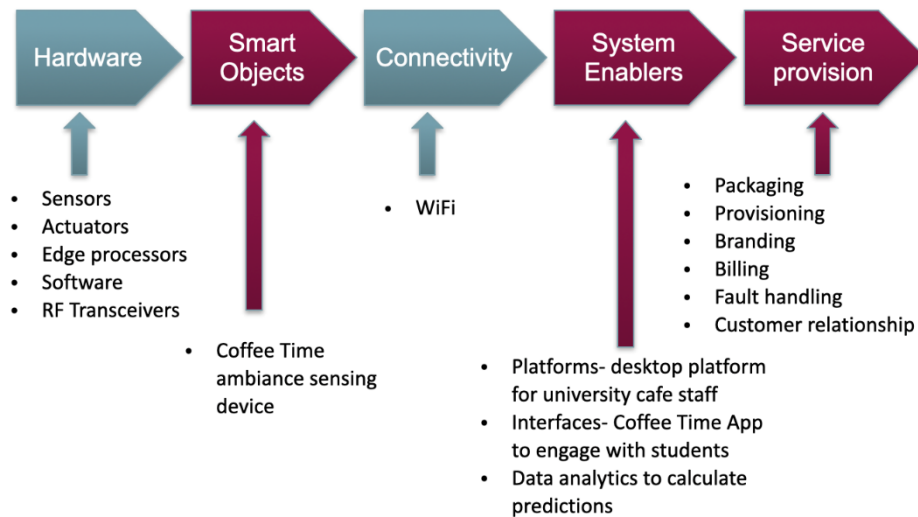 Hardware
Smart
Objects
Connectivity
System
Enablers
Service
provision
• Sensors
• Actuators
• Edge processors
• Software
• RF Transceivers
• Coffee Time
ambiance sensing
device
• WiFi
• Platforms- desktop platform
for university cafe staff
• Interfaces- Coffee Time App
to engage with students
• Data analytics to calculate
predictions
• Packaging
• Provisioning
• Branding
• Billing
• Fault handling
• Customer relationship